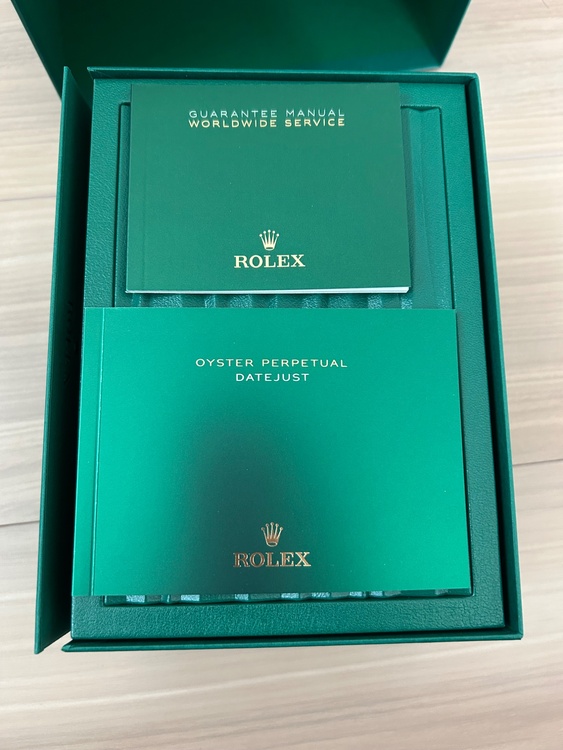 GUARANTEE MANUAL
WORLDWIDE SERVICE
ROLEX
OYSTER PERPETUAL
DATEJUST
ROLEX